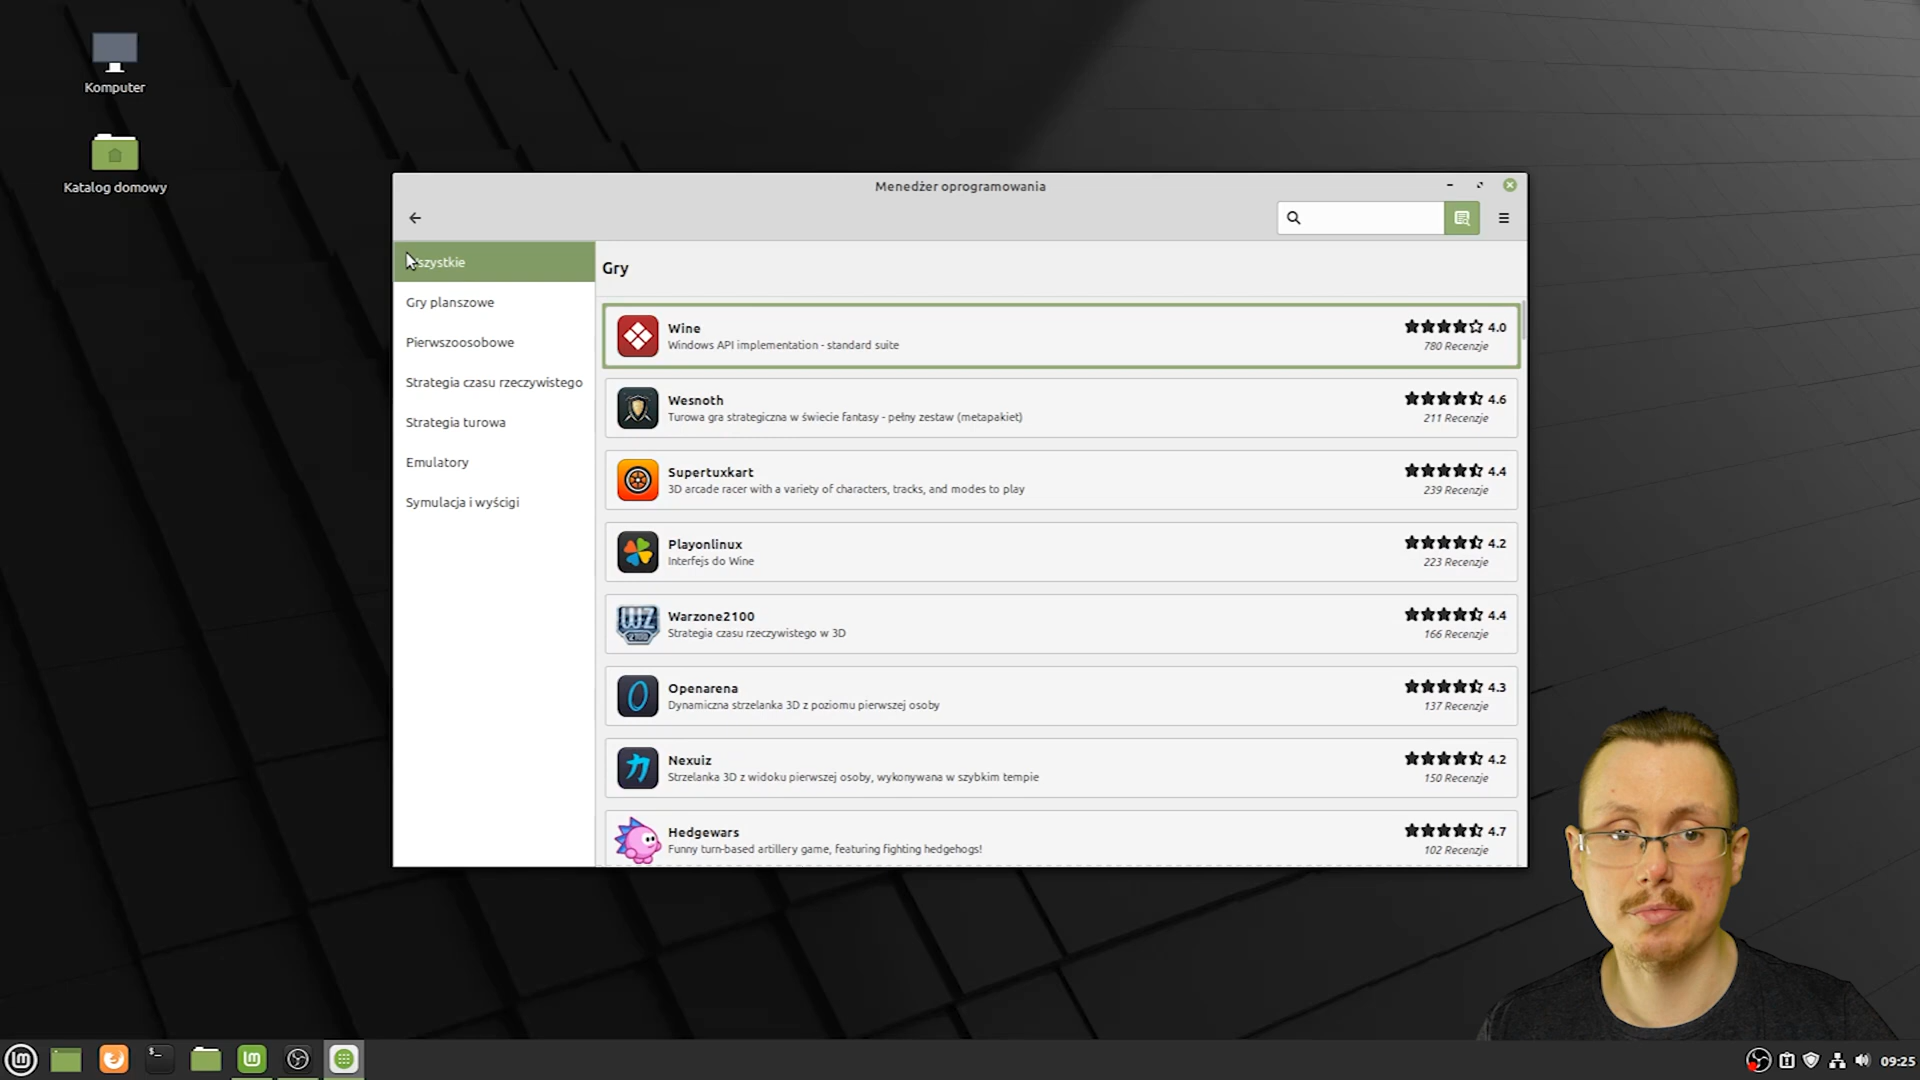 Komputer
Katalog domowy
Menedżer oprogramowania
Gry
Gry planszowe
Pierwszoosobowe
Strategia czasu rzeczywistego
Strategia turowa
Emulatory
Symulacja i wyścigi
Wine
Windows API implementation - standard suite
4.0
780 Recenzje
Wesnoth
Turowa gra strategiczna w świecie fantasy - pełny zestaw (metapakiet)
4.6
211 Recenzje
Supertuxkart
3D arcade racer with a variety of characters, tracks, and modes to play
4.4
239 Recenzje
Playonlinux
Interfejs do Wine
4.2
223 Recenzje
WZ
2100
Warzone2100
Strategia czasu rzeczywistego w 3D
4.4
166 Recenzje
Openarena
Dynamiczna strzelanka 3D z poziomu pierwszej osoby
4.3
137 Recenzje
Nexuiz
Strzelanka 3D z widoku pierwszej osoby, wykonywana w szybkim tempie
4.2
150 Recenzje
Hedgewars
Funny turn-based artillery game, featuring fighting hedgehogs!
4.7
102 Recenzje
09:25